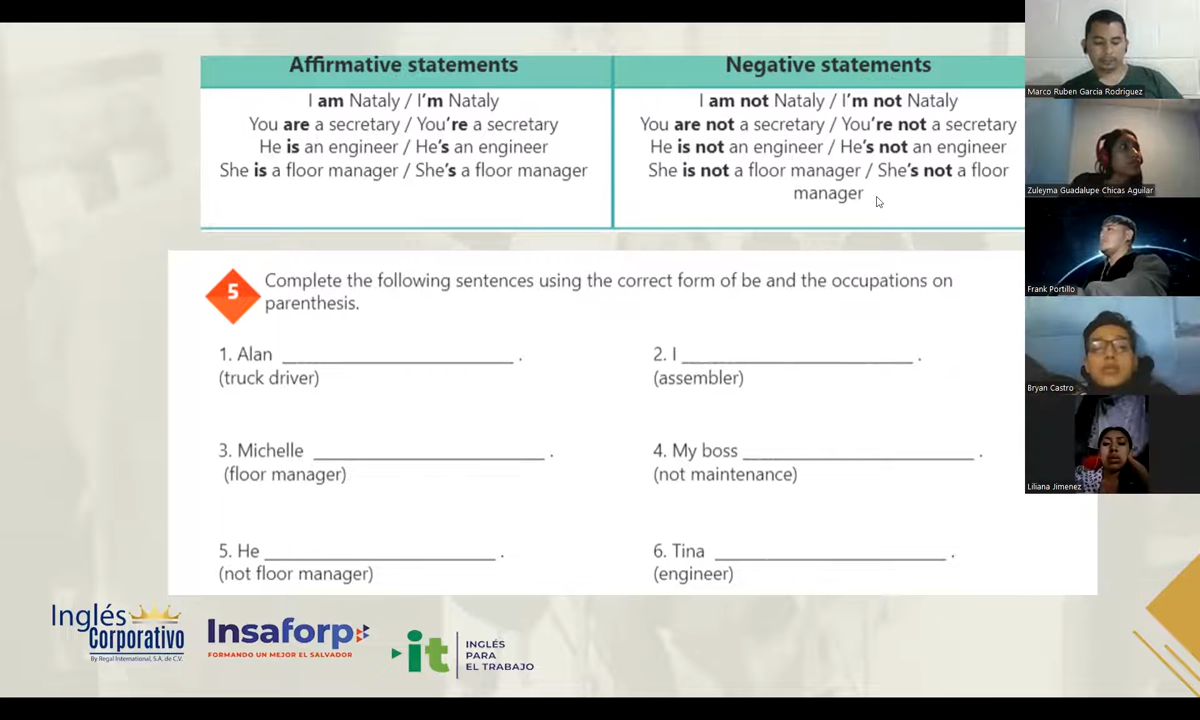 Affirmative statements
Negative statements
I am Nataly / I'm Nataly
I am not Nataly / I'm not Nataly
You are a secretary / You're a secretary
You are not a secretary / You're not a secretary
He is an engineer / He's an engineer
He is not an engineer / He's not an engineer
She is a floor manager / She's a floor manager
She is not a floor manager / She's not a floor
manager
5
Complete the following sentences using the correct form of be and the occupations on
parenthesis.
1. Alan ______________________ .
(truck driver)
2. I ______________________ .
(assembler)
3. Michelle ______________________ .
(floor manager)
4. My boss ______________________ .
(not maintenance)
5. He ______________________ .
(not floor manager)
6. Tina ______________________ .
(engineer)
Inglés
Corporativo
By Regal International, S.A. de C.V.
Insaforp
FORMANDO UN MEJOR EL SALVADOR
it
INGLÉS
PARA
EL TRABAJO
Marco Ruben Garcia Rodriguez
Zuleyma Guadalupe Chicas Aguilar
Frank Portillo
Bryan Castro
Liliana Jimenez